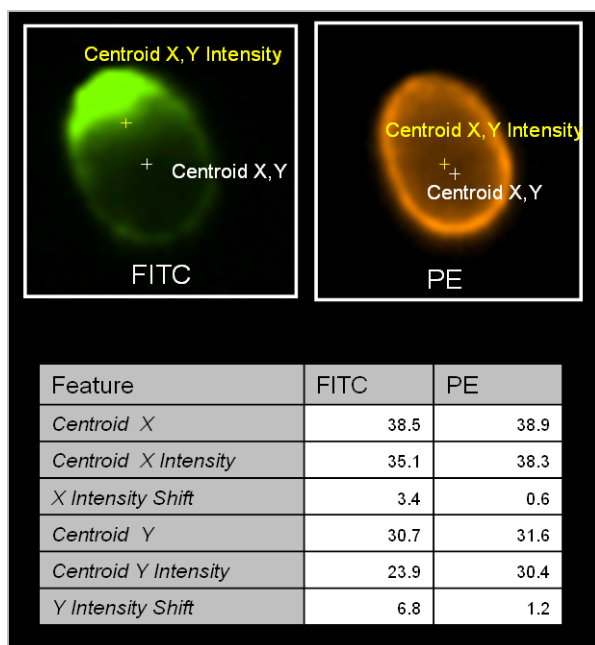 Centroid X,Y Intensity
Centroid X,Y
FITC
Centroid X,Y Intensity
Centroid X,Y
PE
Feature FITC PE
Centroid X 38.5 38.9
Centroid X Intensity 35.1 38.3
X Intensity Shift 3.4 0.6
Centroid Y 30.7 31.6
Centroid Y Intensity 23.9 30.4
Y Intensity Shift 6.8 1.2